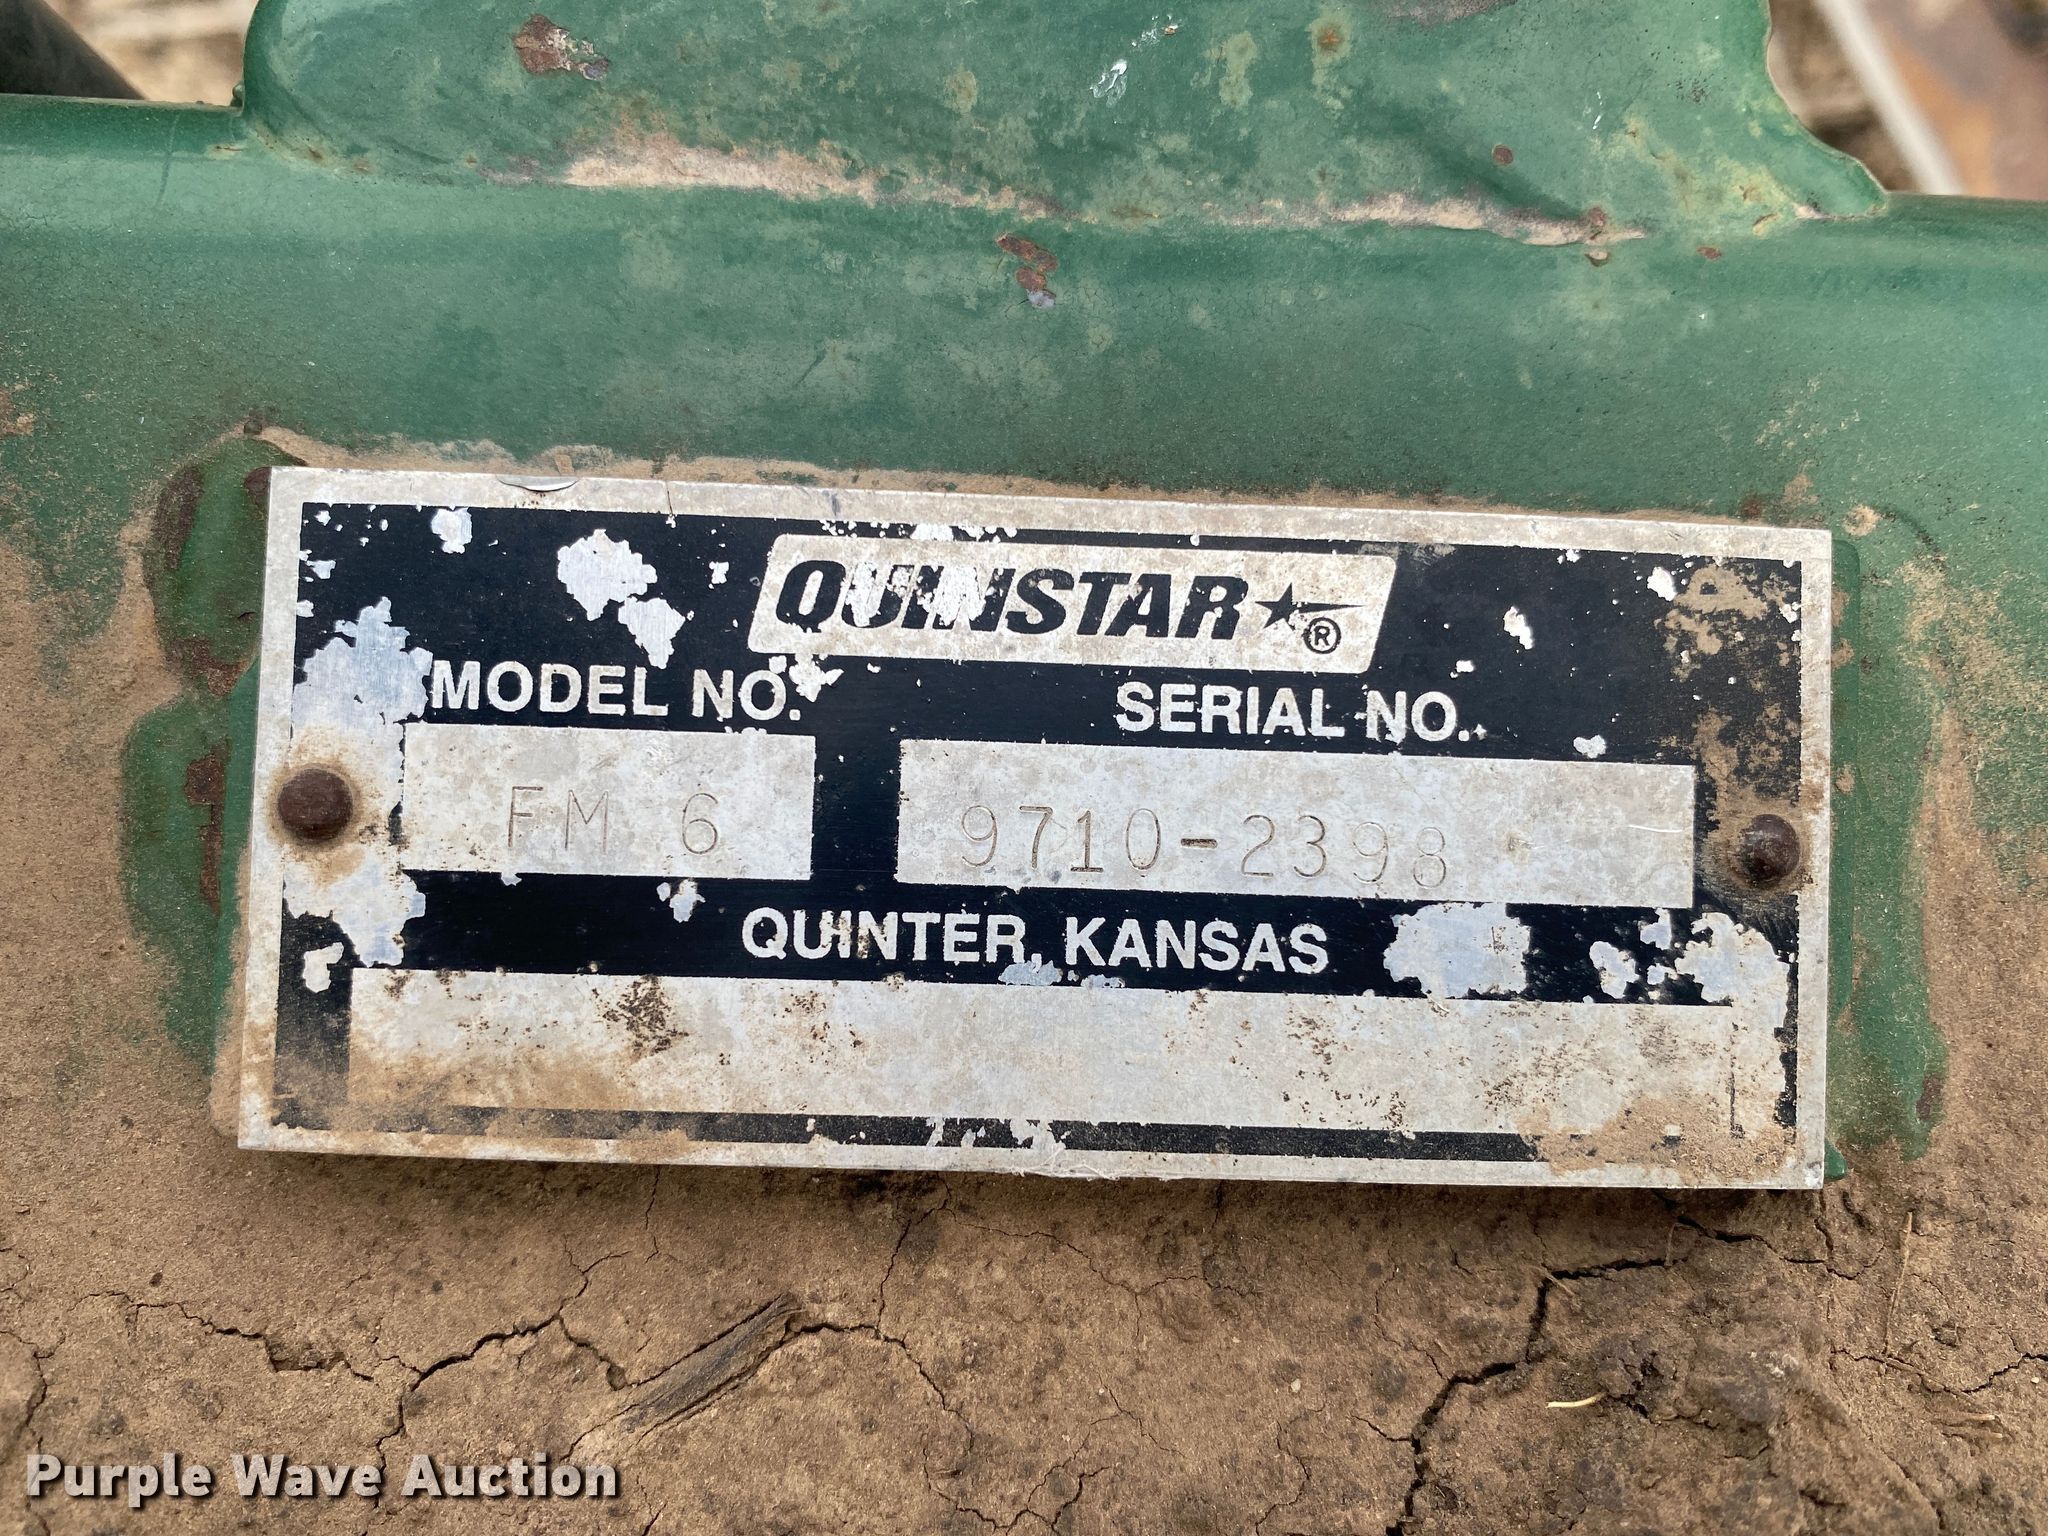 QUINSTAR ®
MODEL NO. SERIAL NO.
FM 6 9710-2398
QUINTER, KANSAS
Purple Wave Auction